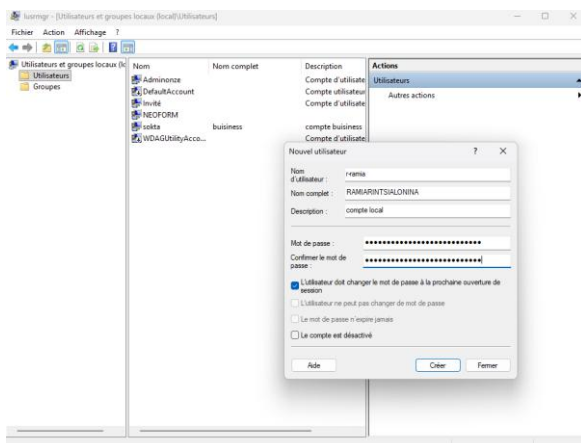 lusrmgr - [Utilisateurs et groupes locaux (local)\Utilisateurs]
Fichier Action Affichage ?
Utilisateurs et groupes locaux (lo
Utilisateurs
Groupes
Nom Nom complet Description
Adminonze Compte d'utilisate
DefaultAccount Compte utilisateur
Invité Compte d'utilisate
NEOFORM
sokta buisiness compte buisiness
WDAGUtilityAcco... Compte d'utilisate
Actions
Utilisateurs
Autres actions
Nouvel utilisateur ? ×
Nom d'utilisateur :
Nom complet : RAMIARINTSIALONINA
Description : compte local
Mot de passe :
Confirmer le mot de
passe :
L'utilisateur doit changer le mot de passe à la prochaine ouverture de
session
L'utilisateur ne peut pas changer de mot de passe
Le mot de passe n'expire jamais
Le compte est désactivé
Aide Créer Fermer